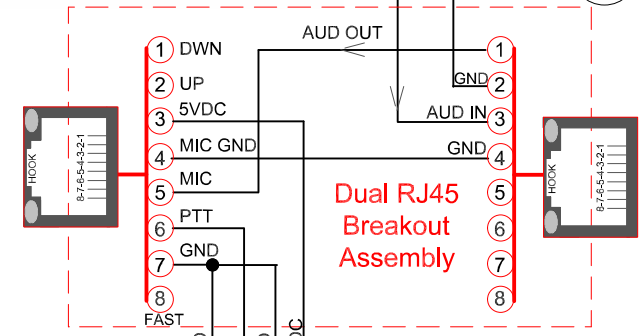 AUD OUT
1 DWN
1
2 UP
GND 2
5VDC
3
AUD IN 3
MIC GND
4
GND 4
HOOK
8-7-6-5-4-3-2-1
5 MIC
5
HOOK
8-7-6-5-4-3-2-1
Dual RJ45
Breakout
Assembly
PTT
6
6
GND
7
7
8
8
FAST